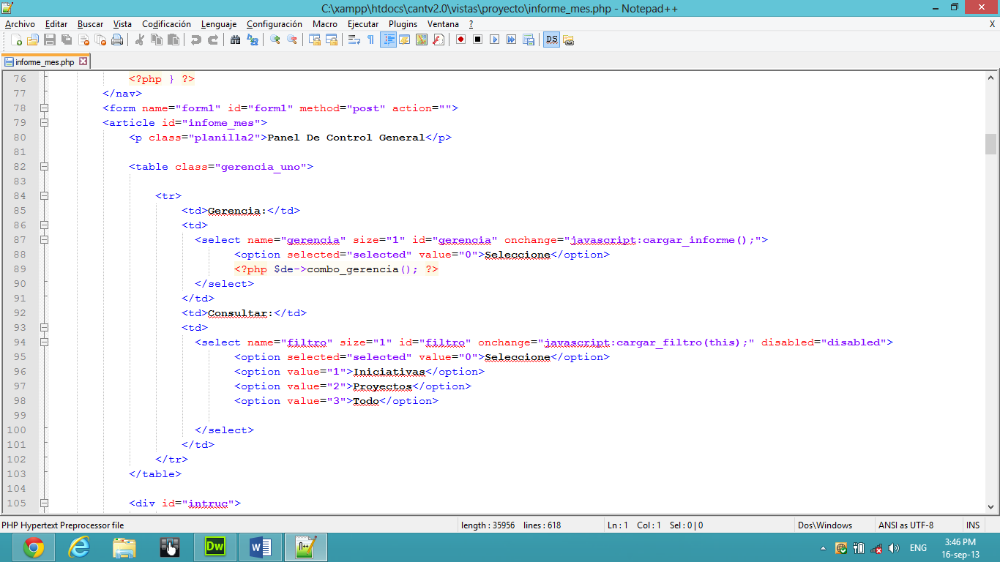 C:\xampp\htdocs\cantv2.0\vistas\proyecto\informe_mes.php - Notepad++
Archivo Editar Buscar Vista Codificación Lenguaje Configuración Macro Ejecutar Plugins Ventana ? X
informe_mes.php
76 <?php } ?>
77 </nav>
78 <form name="form1" id="form1" method="post" action="">
79 <article id="infome_mes">
80 <p class="planilla2">Panel De Control General</p>
81
82 <table class="gerencia_uno">
83
84 <tr>
85 <td>Gerencia:</td>
86 <td>
87 <select name="gerencia" size="1" id="gerencia" onchange="javascript:cargar_informe();">
88 <option selected="selected" value="0">Seleccione</option>
89 <?php $de->combo_gerencia(); ?>
90 </select>
91 </td>
92 <td>Consultar:</td>
93 <td>
94 <select name="filtro" size="1" id="filtro" onchange="javascript:cargar_filtro(this);" disabled="disabled">
95 <option selected="selected" value="0">Seleccione</option>
96 <option value="1">Iniciativas</option>
97 <option value="2">Proyectos</option>
98 <option value="3">Todo</option>
99
100 </select>
101 </td>
102 </tr>
103 </table>
104
105 <div id="intruc">
PHP Hypertext Preprocessor file length : 35956 lines : 618 Ln : 1 Col : 1 Sel : 0 | 0 Dos\Windows ANSI as UTF-8 INS
Dw
ENG
3:46 PM
16-sep-13